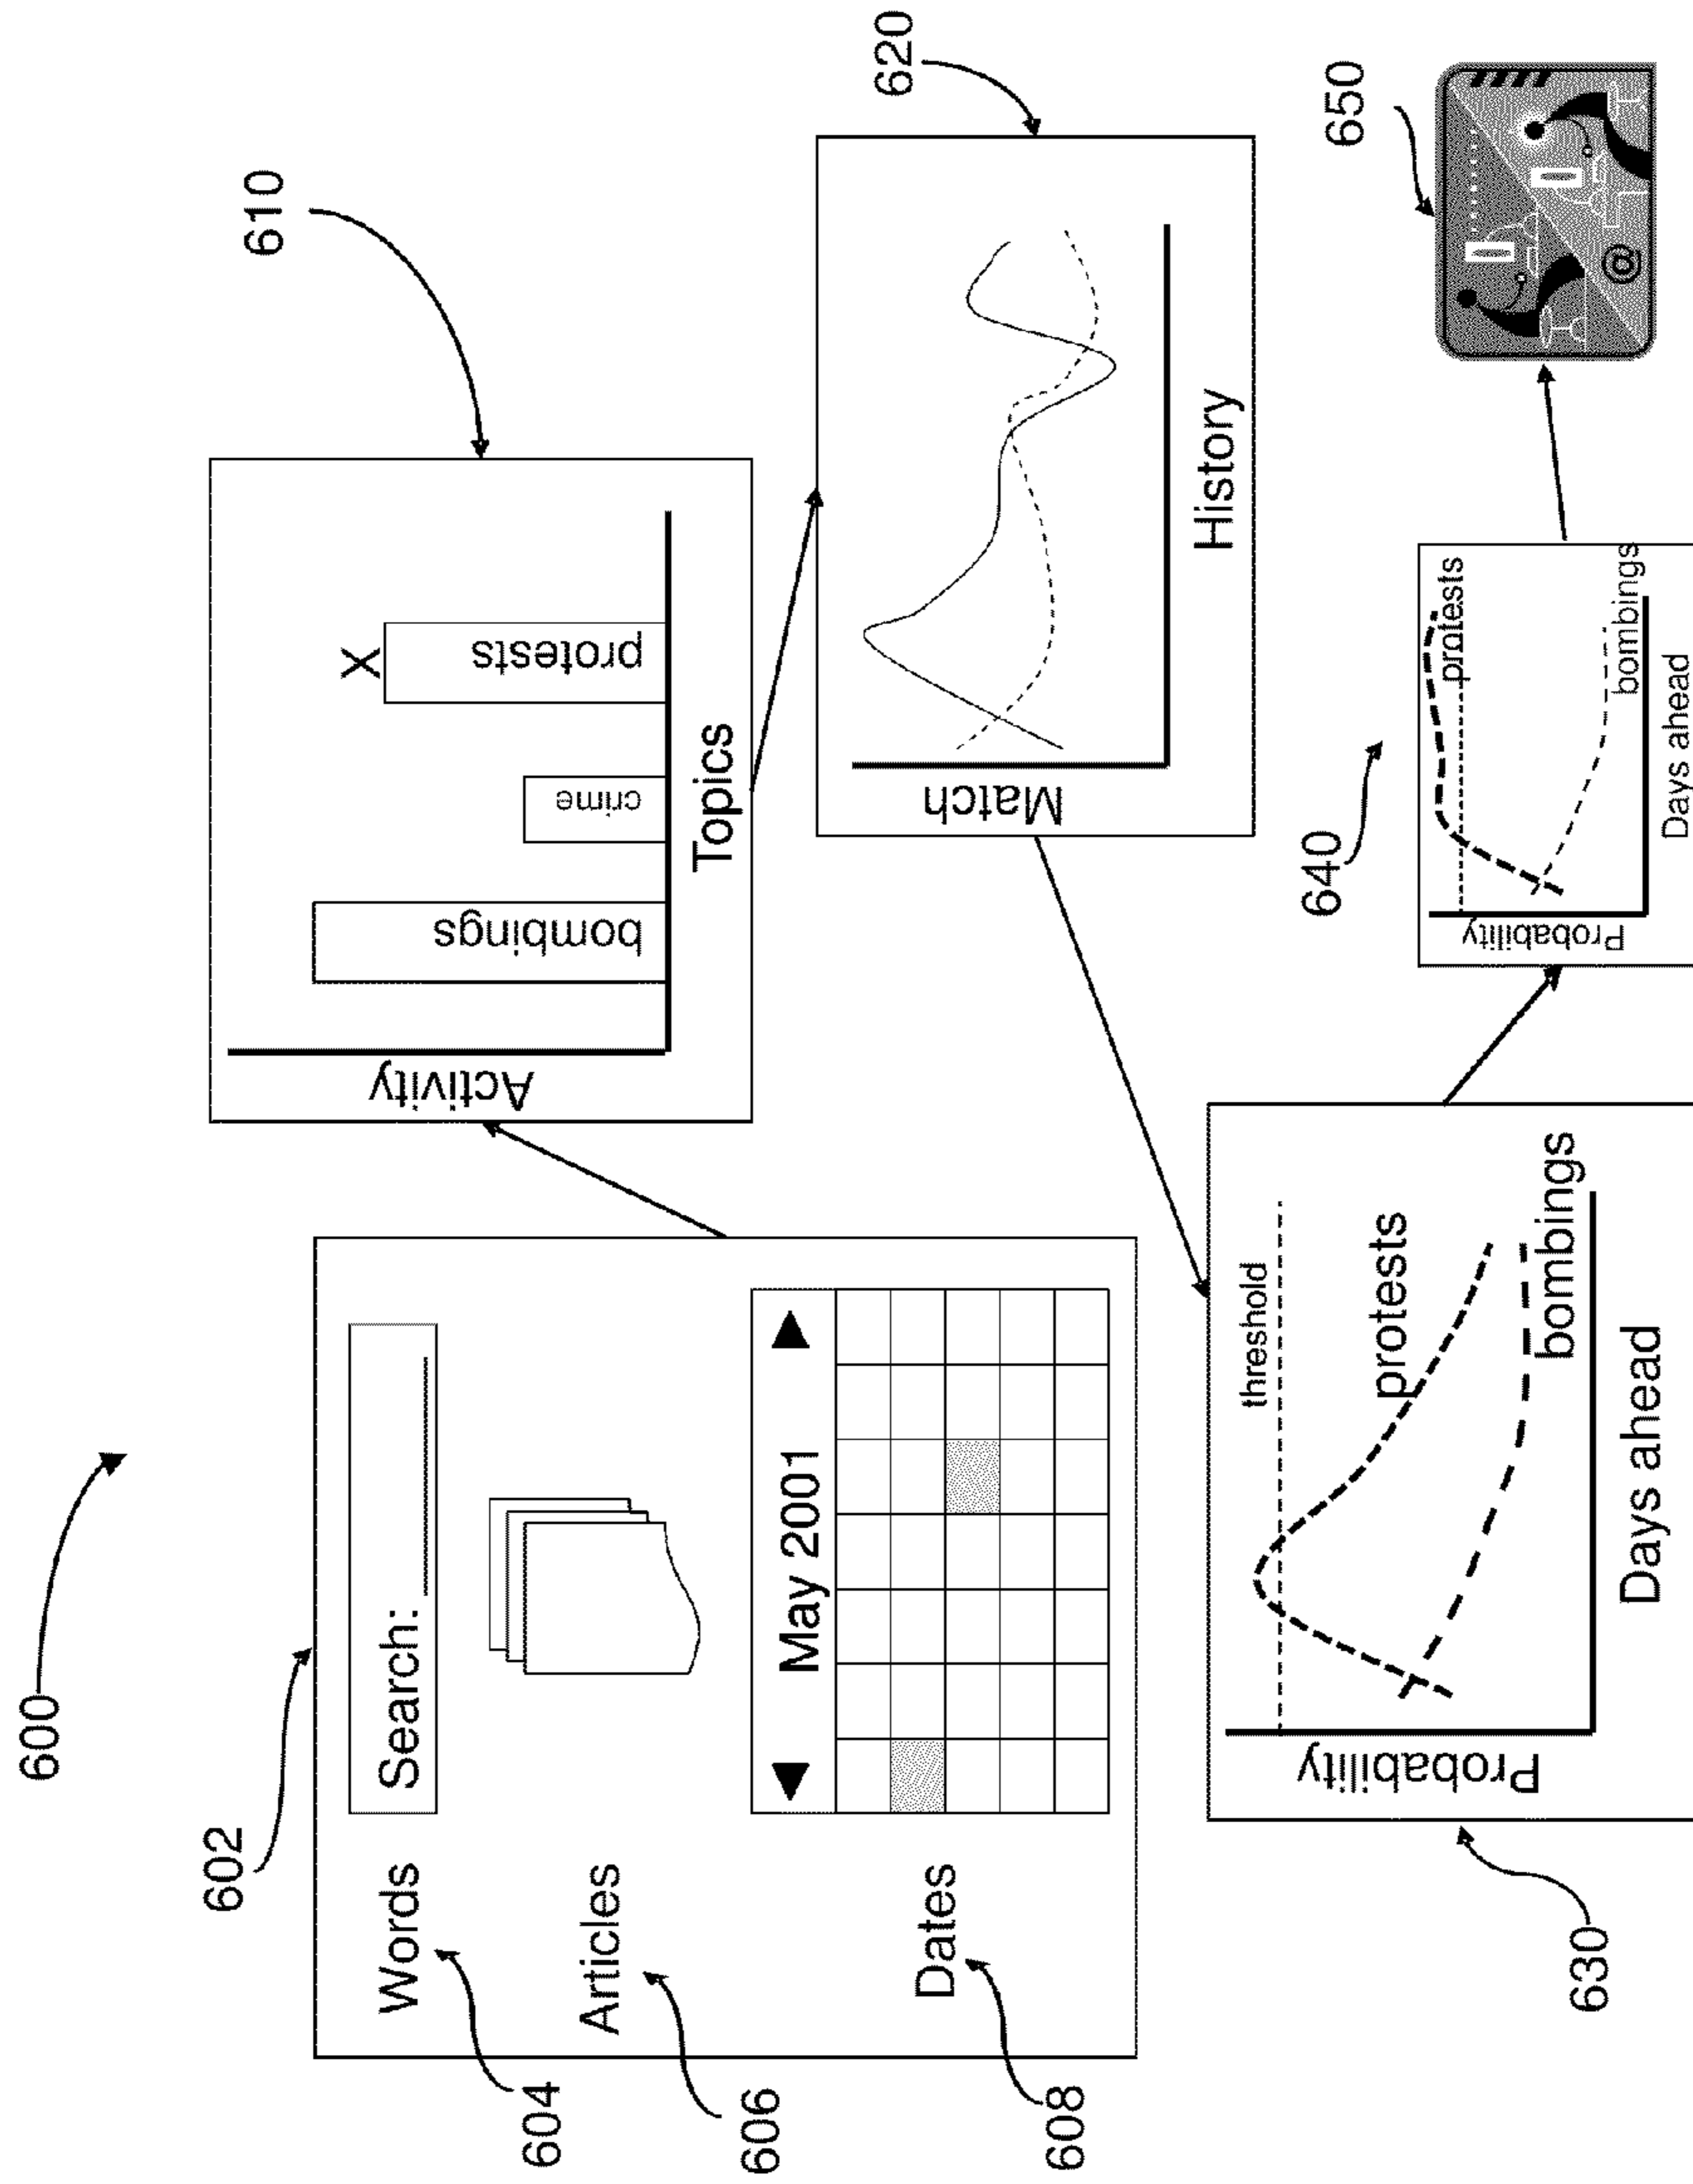 600
602
Words
Search:
604
Articles
606
May 2001
Dates
608
610
Activity
bombings
crime
protests
X
Topics
620
Match
History
630
Probability
threshold
protests
bombings
Days ahead
640
Probability
protests
bombings
Days ahead
650
@